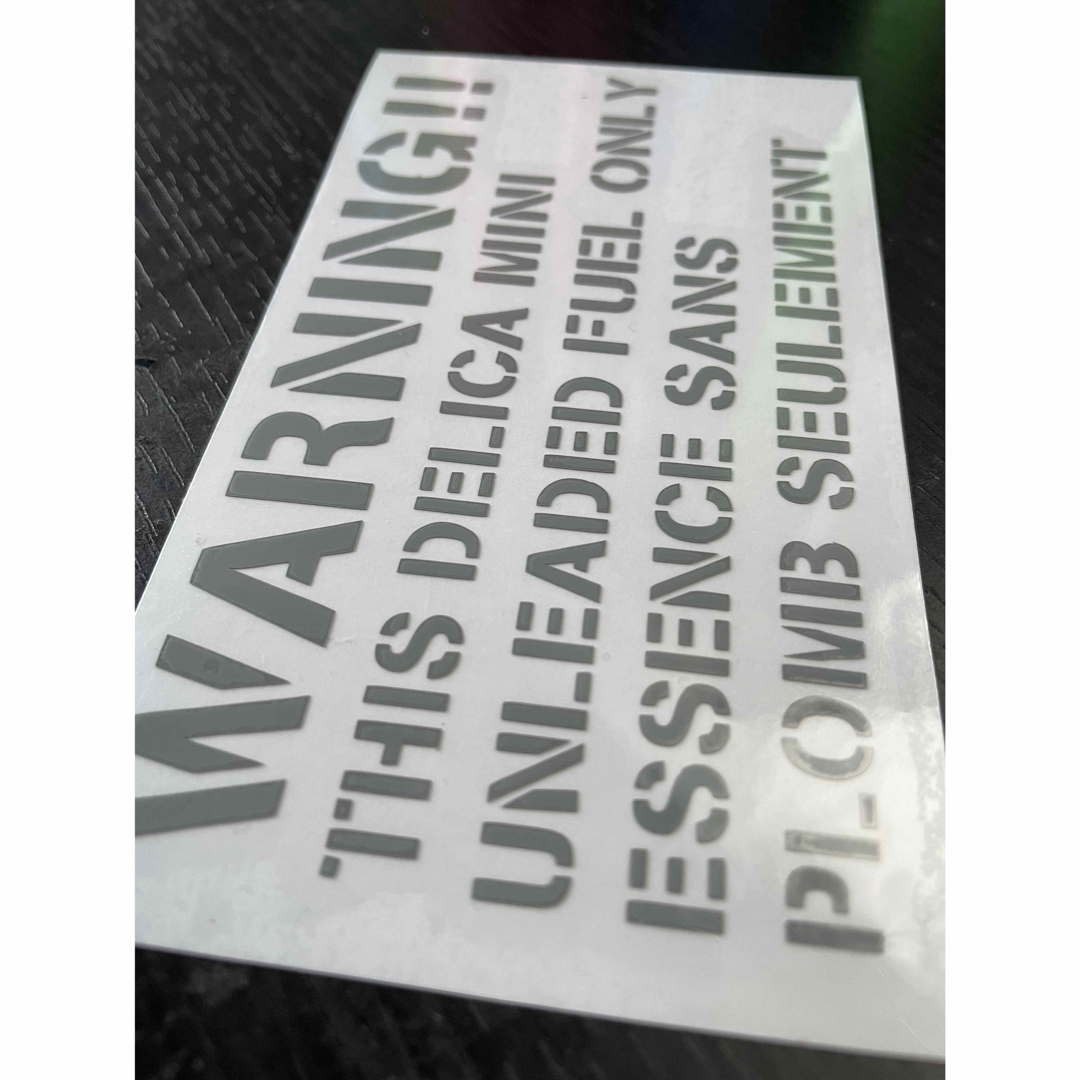 WARNING!!
THIS DELICA MINI
UNLEADED FUEL ONLY
ESSENCE SANS
PLOMB SEULEMENT